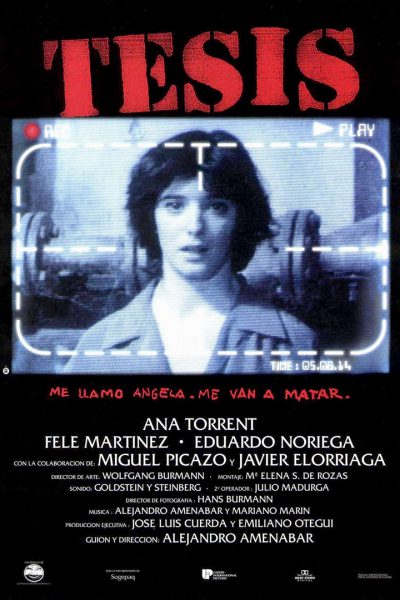 TESIS
REC
PLAY
TIME: 05.08.14
ME LLAMO ANGELA. ME VAN A MATAR.
ANA TORRENT
FELE MARTINEZ • EDUARDO NORIEGA
CON LA COLABORACION DE: MIGUEL PICAZO Y JAVIER ELORRIAGA
DIRECTOR DE ARTE: WOLFGANG BURMANN MONTAJE: Mª ELENA S. DE ROZAS
SONIDO: GOLDSTEIN Y STEINBERG 2º OPERADOR: JULIO MADURGA
DIRECTOR DE FOTOGRAFIA: HANS BURMANN
MUSICA: ALEJANDRO AMENABAR Y MARIANO MARIN
PRODUCCION EJECUTIVA: JOSE LUIS CUERDA Y EMILIANO OTEGUI
GUION Y DIRECCION: ALEJANDRO AMENABAR
Sogepaq
UNITED INTERNATIONAL PICTURES